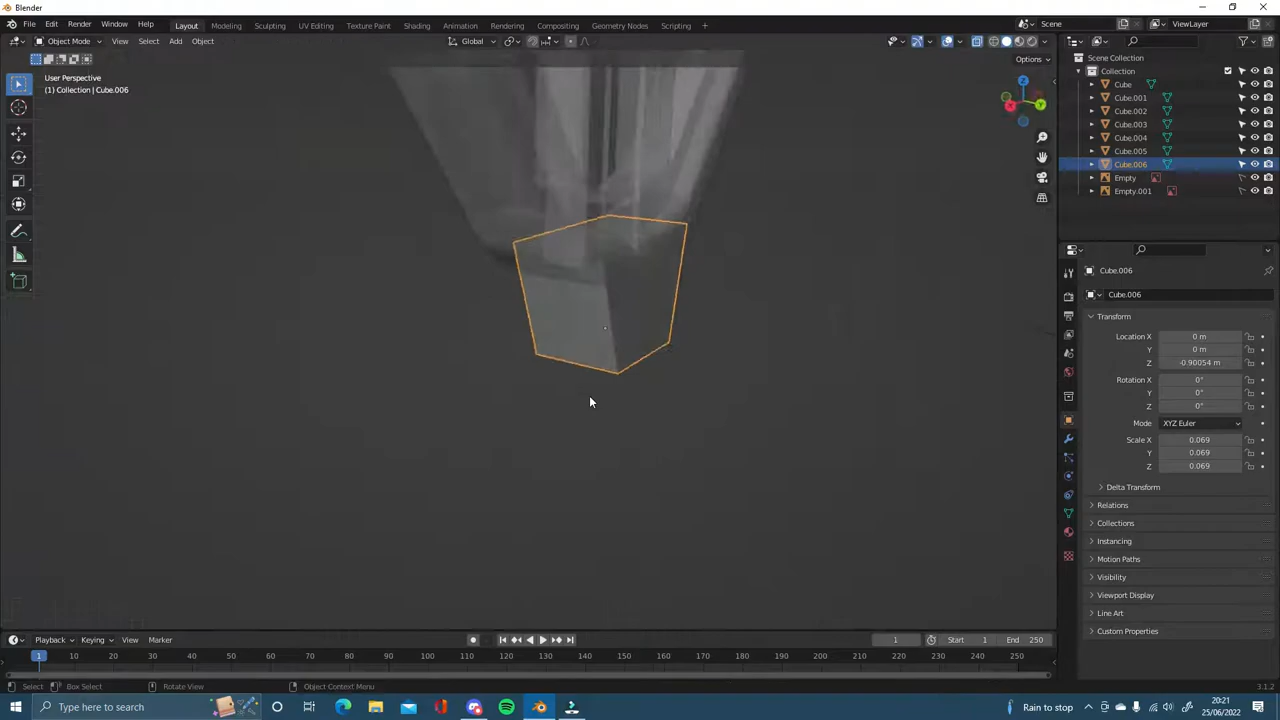 Blender
File Edit Render Window Help
Layout Modeling Sculpting UV Editing Texture Paint Shading Animation Rendering Compositing Geometry Nodes Scripting +
Scene
ViewLayer
Object Mode View Select Add Object
Global
Options
User Perspective
(1) Collection | Cube.006
Z
Y
X
Scene Collection
Collection
Cube
Cube.001
Cube.002
Cube.003
Cube.004
Cube.005
Cube.006
Empty
Empty.001
Cube.006
Cube.006
Transform
Location X 0 m
Y 0 m
Z -0.90054 m
Rotation X 0°
Y 0°
Z 0°
Mode XYZ Euler
Scale X 0.069
Y 0.069
Z 0.069
Delta Transform
Relations
Collections
Instancing
Motion Paths
Visibility
Viewport Display
Line Art
Custom Properties
Playback Keying View Marker
1 Start 1 End 250
1 10 20 30 40 50 60 70 80 90 100 110 120 130 140 150 160 170 180 190 200 210 220 230 240 250
Select Box Select Rotate View Object Context Menu
3.1.2
Type here to search
Rain to stop
20:21
25/06/2022